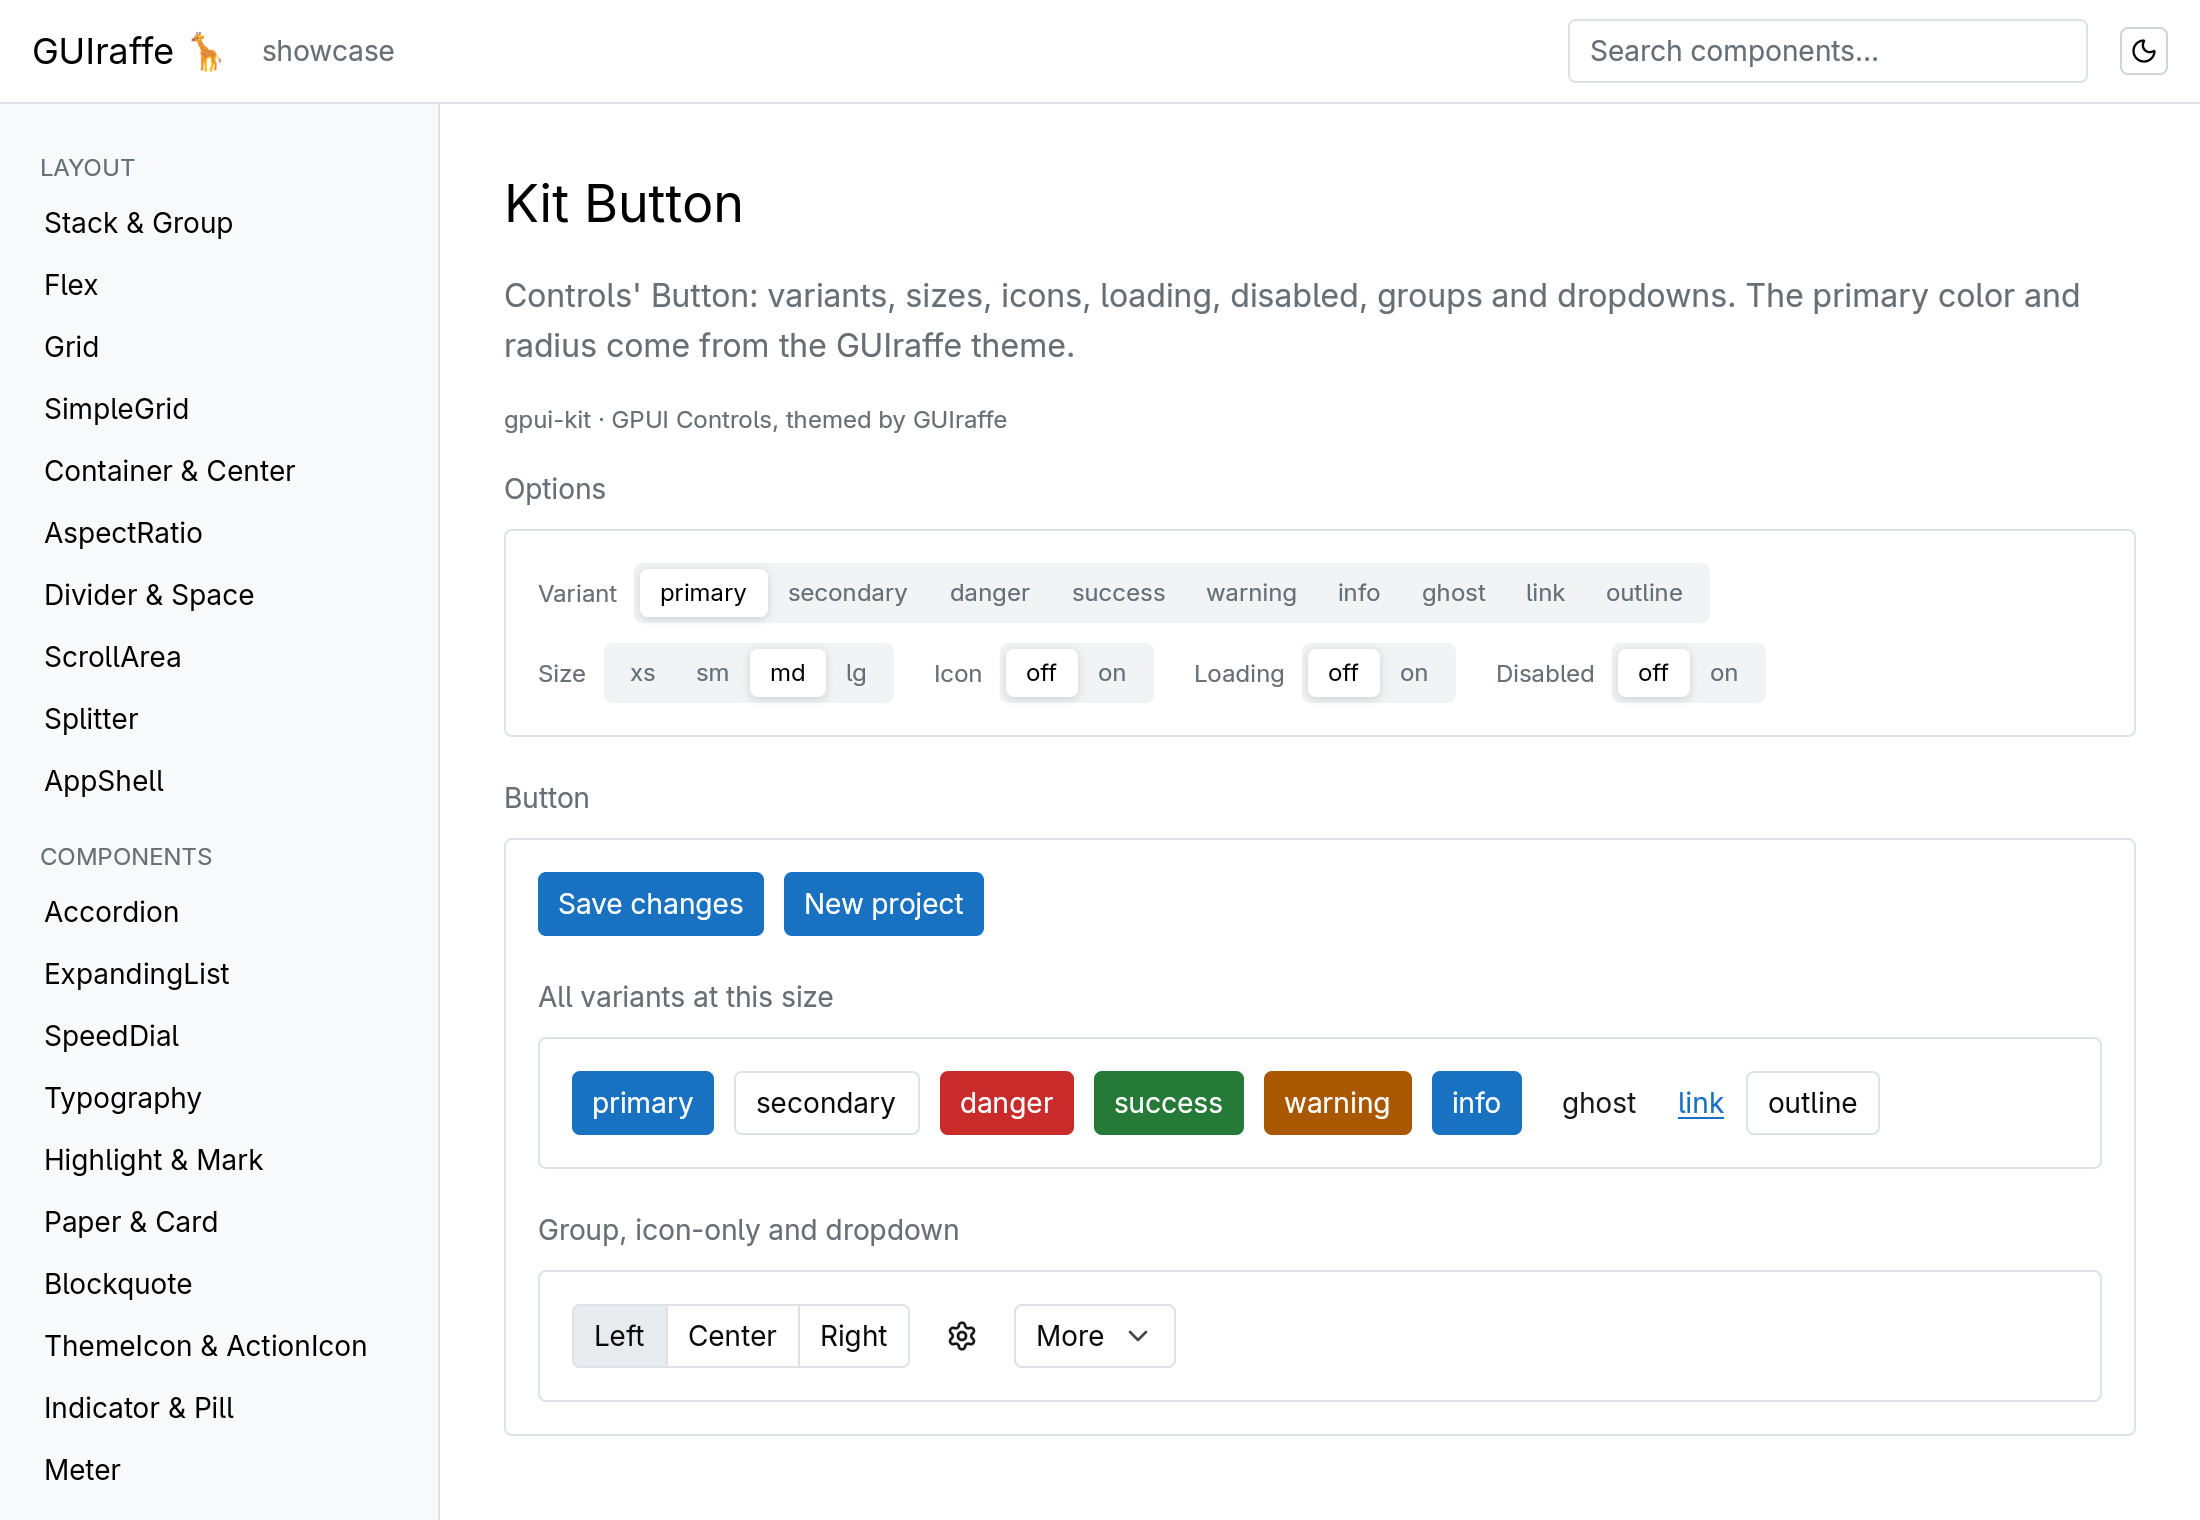 GUIraffe 🦒 showcase Search components...
LAYOUT
Stack & Group
Flex
Grid
SimpleGrid
Container & Center
AspectRatio
Divider & Space
ScrollArea
Splitter
AppShell
COMPONENTS
Accordion
ExpandingList
SpeedDial
Typography
Highlight & Mark
Paper & Card
Blockquote
ThemeIcon & ActionIcon
Indicator & Pill
Meter
Kit Button
Controls' Button: variants, sizes, icons, loading, disabled, groups and dropdowns. The primary color and
radius come from the GUIraffe theme.
gpui-kit · GPUI Controls, themed by GUIraffe
Options
Variant primary secondary danger success warning info ghost link outline
Size xs sm md lg Icon off on Loading off on Disabled off on
Button
Save changes New project
All variants at this size
primary secondary danger success warning info ghost link outline
Group, icon-only and dropdown
Left Center Right More